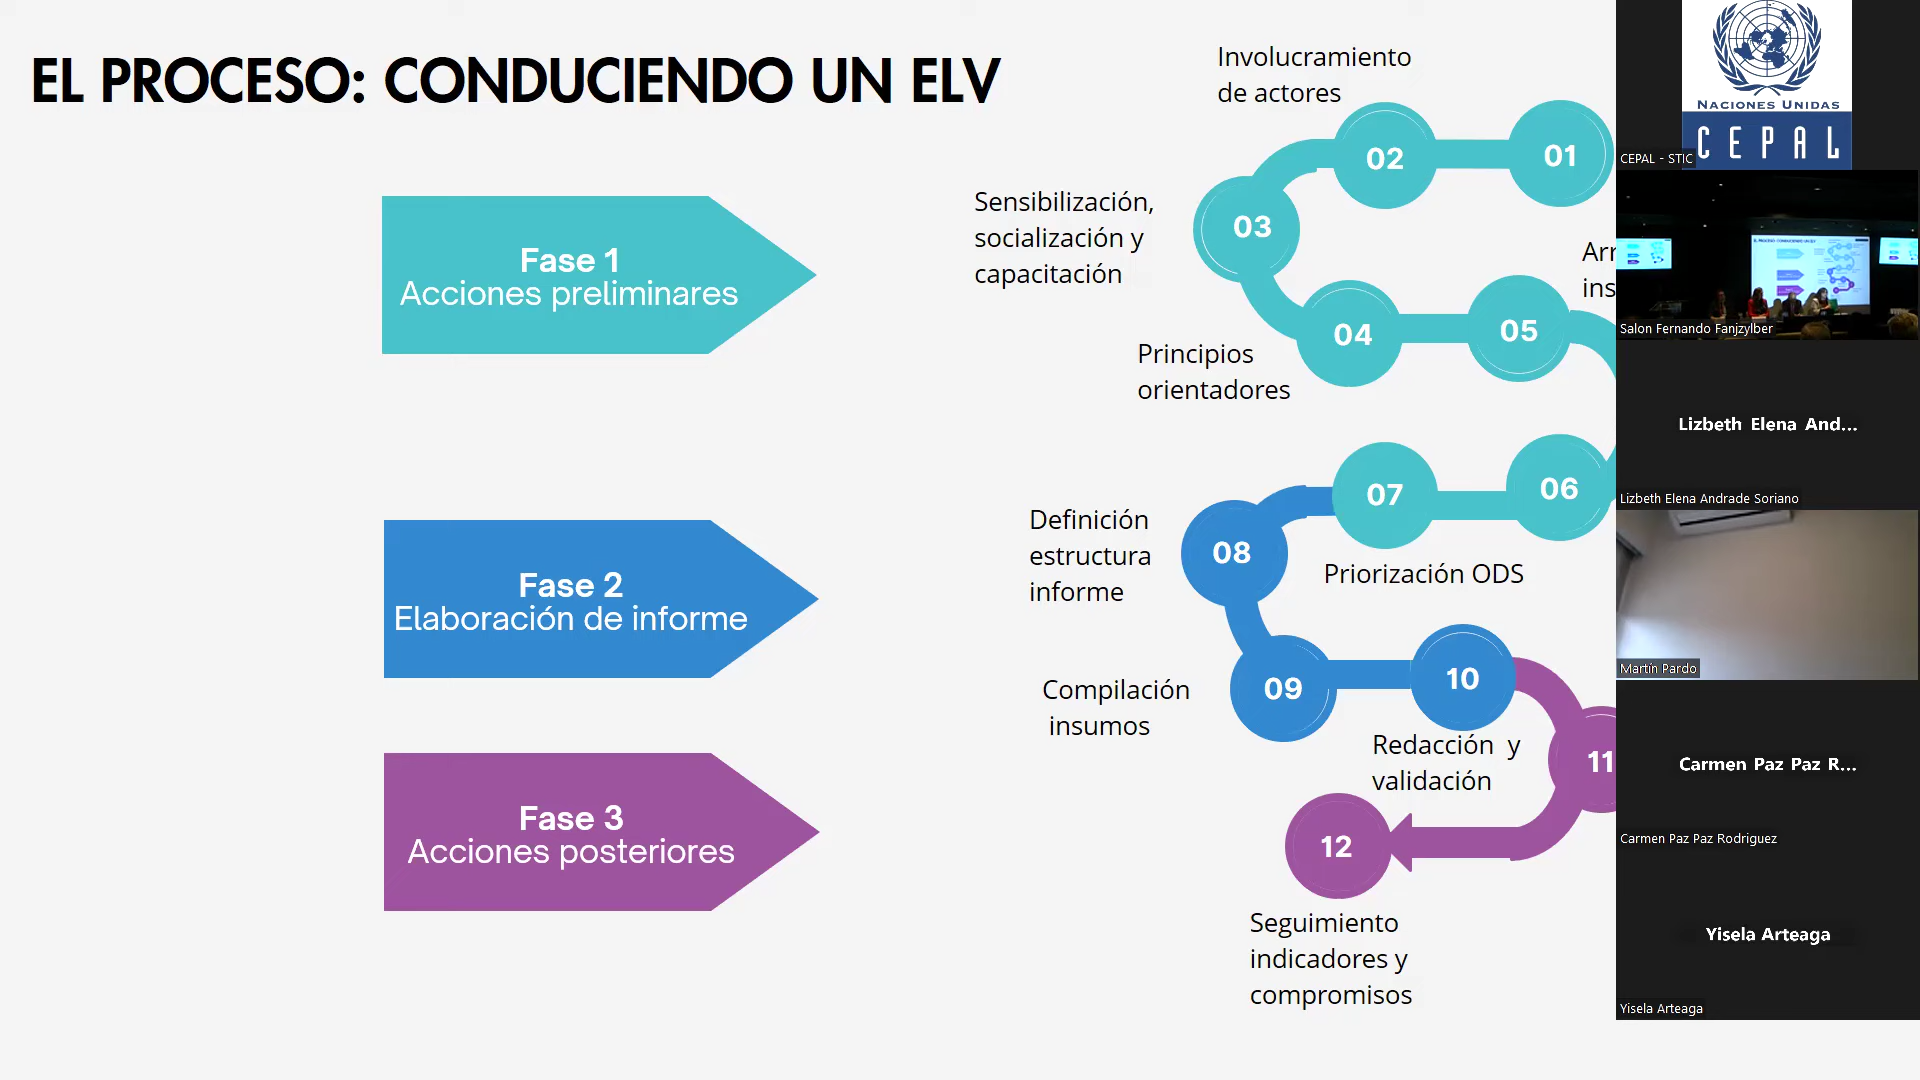 EL PROCESO: CONDUCIENDO UN ELV
Fase 1
Acciones preliminares
Fase 2
Elaboración de informe
Fase 3
Acciones posteriores
Involucramiento
de actores
02
01
Sensibilización,
socialización y
capacitación
03
04
05
Principios
orientadores
07
06
Definición
estructura
informe
08
Priorización ODS
Compilación
insumos
09
10
Redacción y
validación
11
12
Seguimiento
indicadores y
compromisos
NACIONES UNIDAS
CEPAL
CEPAL - STIC
Salon Fernando Fanjzylber
Lizbeth Elena And...
Lizbeth Elena Andrade Soriano
Martín Pardo
Carmen Paz Paz R...
Carmen Paz Paz Rodriguez
Yisela Arteaga
Yisela Arteaga